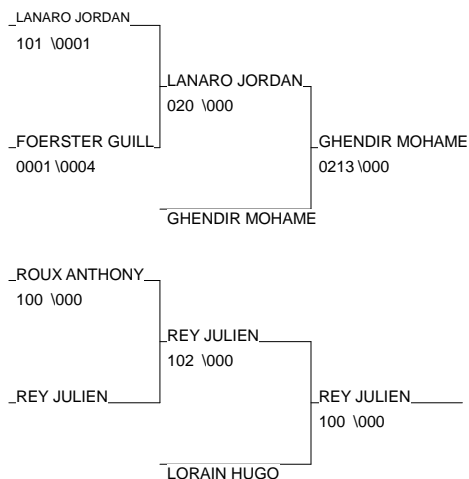 LANARO JORDAN
101 \0001
LANARO JORDAN
020 \000
FOERSTER GUILL
0001 \0004
GHENDIR MOHAME
0213 \000
GHENDIR MOHAME
ROUX ANTHONY
100 \000
REY JULIEN
102 \000
REY JULIEN
REY JULIEN
100 \000
LORAIN HUGO